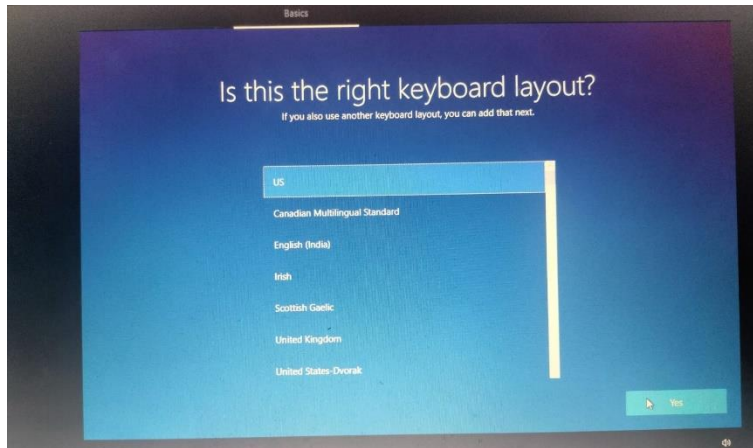 Basics
Is this the right keyboard layout?
If you also use another keyboard layout, you can add that next.
US
Canadian Multilingual Standard
English (India)
Irish
Scottish Gaelic
United Kingdom
United States-Dvorak
Yes